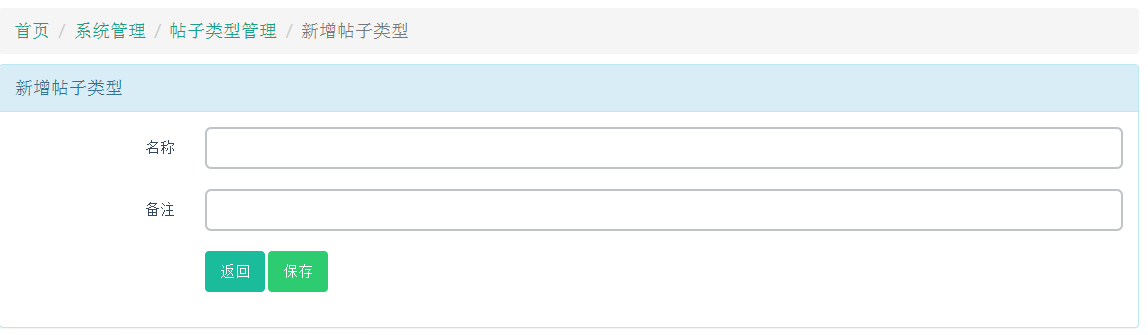 首页 / 系统管理 / 帖子类型管理 / 新增帖子类型
新增帖子类型
名称
备注
返回 保存